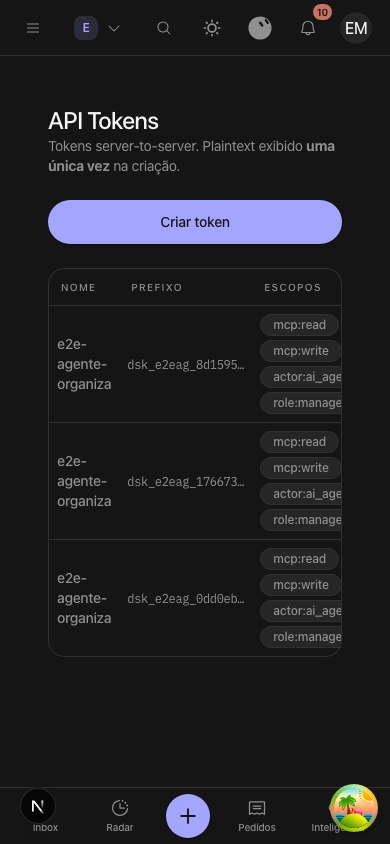 E
10
EM
API Tokens
Tokens server-to-server. Plaintext exibido uma
única vez na criação.
Criar token
NOME PREFIXO ESCOPOS
e2e-
agente-
organiza
dsk_e2eag_8d1595…
mcp:read
mcp:write
actor:ai_age
role:manage
e2e-
agente-
organiza
dsk_e2eag_176673…
mcp:read
mcp:write
actor:ai_age
role:manage
e2e-
agente-
organiza
dsk_e2eag_0dd0eb…
mcp:read
mcp:write
actor:ai_age
role:manage
N
Inbox Radar Pedidos Intelig